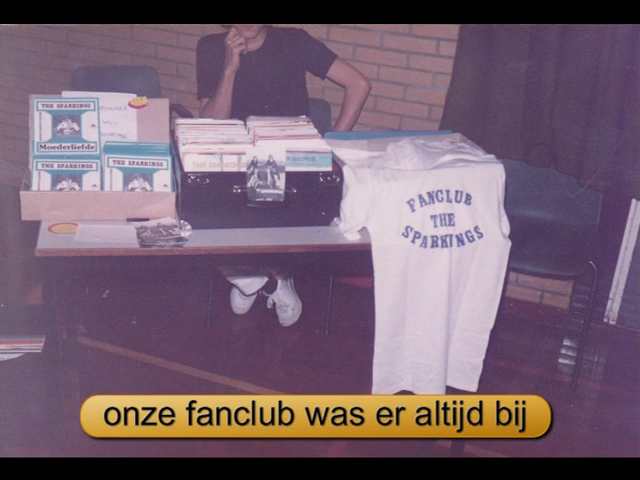 THE SPARKINGS
Moederliefde
THE SPARKINGS
THE SPARKINGS
FANCLUB
THE
SPARKINGS
onze fanclub was er altijd bij